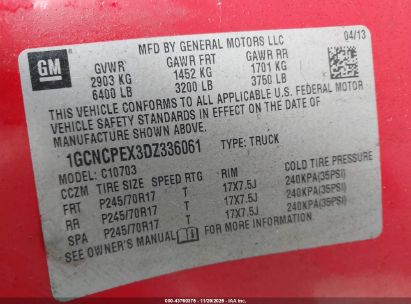 MFD BY GENERAL MOTORS LLC 04/13
GM
GVWR GAWR FRT GAWR RR
2903 KG 1452 KG 1701 KG
6400 LB 3200 LB 3750 LB
THIS VEHICLE CONFORMS TO ALL APPLICABLE U.S. FEDERAL MOTOR
VEHICLE SAFETY, BUMPER, AND THEFT PREVENTION STANDARDS IN EFFECT ON THE DATE OF
MANUFACTURE SHOWN ABOVE.
1GCNCPEX3DZ336061 TYPE: TRUCK
MODEL: C10703
CCZM TIRE SIZE SPEED RTG RIM COLD TIRE PRESSURE
FRT P245/70R17 T 17X7.5J 240KPA(35PSI)
RR P245/70R17 T 17X7.5J 240KPA(35PSI)
SPA P245/70R17 T 17X7.5J 240KPA(35PSI)
SEE OWNER'S MANUAL FOR MORE INFORMATION.